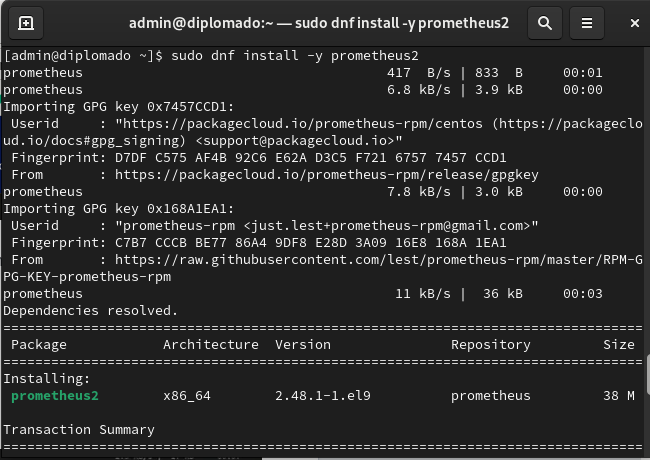 admin@diplomado:~ — sudo dnf install -y prometheus2
[admin@diplomado ~]$ sudo dnf install -y prometheus2
prometheus                                      417  B/s | 833  B     00:01
prometheus                                      6.8 kB/s | 3.9 kB     00:00
Importing GPG key 0x7457CCD1:
 Userid     : "https://packagecloud.io/prometheus-rpm/centos (https://packageclo
ud.io/docs#gpg_signing) <support@packagecloud.io>"
 Fingerprint: D7DF C575 AF4B 92C6 E62A D3C5 F721 6757 7457 CCD1
 From       : https://packagecloud.io/prometheus-rpm/release/gpgkey
prometheus                                      7.8 kB/s | 3.0 kB     00:00
Importing GPG key 0x168A1EA1:
 Userid     : "prometheus-rpm <just.lest+prometheus-rpm@gmail.com>"
 Fingerprint: C7B7 CCCB BE77 86A4 9DF8 E28D 3A09 16E8 168A 1EA1
 From       : https://raw.githubusercontent.com/lest/prometheus-rpm/master/RPM-G
PG-KEY-prometheus-rpm
prometheus                                       11 kB/s |  36 kB     00:03
Dependencies resolved.
================================================================================
 Package            Architecture  Version               Repository         Size
================================================================================
Installing:
 prometheus2        x86_64        2.48.1-1.el9          prometheus         38 M
Transaction Summary
================================================================================